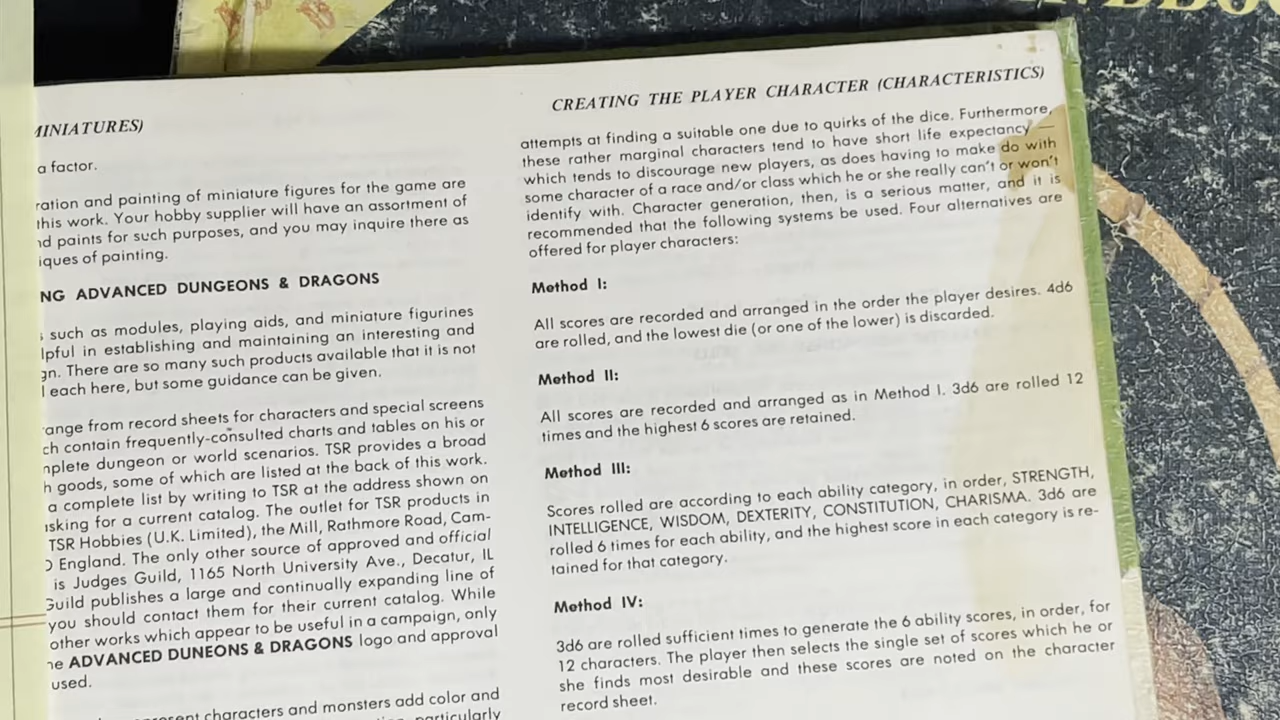 MINIATURES)
a factor.
ration and painting of miniature figures for the game are
this work. Your hobby supplier will have an assortment of
paints for such purposes, and you may inquire there as
iques of painting.
NG ADVANCED DUNGEONS & DRAGONS
such as modules, playing aids, and miniature figurines
lpful in establishing and maintaining an interesting and
gn. There are so many such products available that it is not
each here, but some guidance can be given.
ange from record sheets for characters and special screens
ch contain frequently-consulted charts and tables on his or
mplete dungeon or world scenarios. TSR provides a broad
h goods, some of which are listed at the back of this work.
a complete list by writing to TSR at the address shown on
asking for a current catalog. The outlet for TSR products in
TSR Hobbies (U.K. Limited), the Mill, Rathmore Road, Cam-
England. The only other source of approved and official
is Judges Guild, 1165 North University Ave., Decatur, IL
Guild publishes a large and continually expanding line of
you should contact them for their current catalog. While
other works which appear to be useful in a campaign, only
he ADVANCED DUNEONS & DRAGONS logo and approval
used.
present characters and monsters add color and
particularly
CREATING THE PLAYER CHARACTER (CHARACTERISTICS)
attempts at finding a suitable one due to quirks of the dice. Furthermore,
these rather marginal characters tend to have short life expectancy —
which tends to discourage new players, as does having to make do with
some character of a race and/or class which he or she really can't or won't
identify with. Character generation, then, is a serious matter, and it is
recommended that the following systems be used. Four alternatives are
offered for player characters:
Method I:
All scores are recorded and arranged in the order the player desires. 4d6
are rolled, and the lowest die (or one of the lower) is discarded.
Method II:
All scores are recorded and arranged as in Method I. 3d6 are rolled 12
times and the highest 6 scores are retained.
Method III:
Scores rolled are according to each ability category, in order, STRENGTH,
INTELLIGENCE, WISDOM, DEXTERITY, CONSTITUTION, CHARISMA. 3d6 are
rolled 6 times for each ability, and the highest score in each category is re-
tained for that category.
Method IV:
3d6 are rolled sufficient times to generate the 6 ability scores, in order, for
12 characters. The player then selects the single set of scores which he or
she finds most desirable and these scores are noted on the character
record sheet.